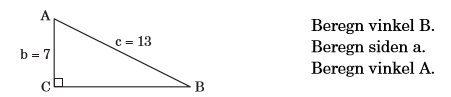 A
c = 13
b = 7
C
B
Beregn vinkel B.
Beregn siden a.
Beregn vinkel A.